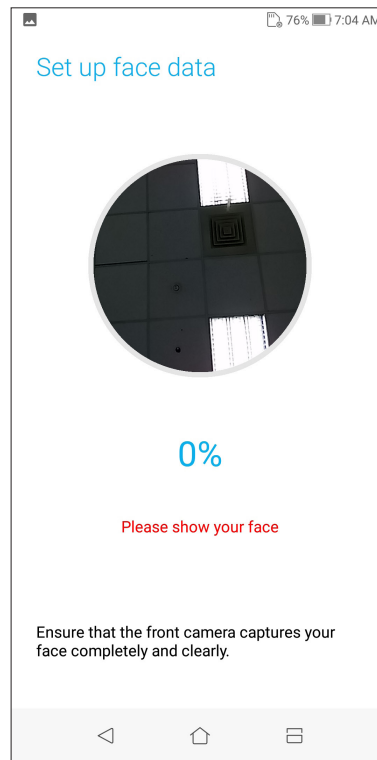 76% 7:04 AM
Set up face data
0%
Please show your face
Ensure that the front camera captures your
face completely and clearly.